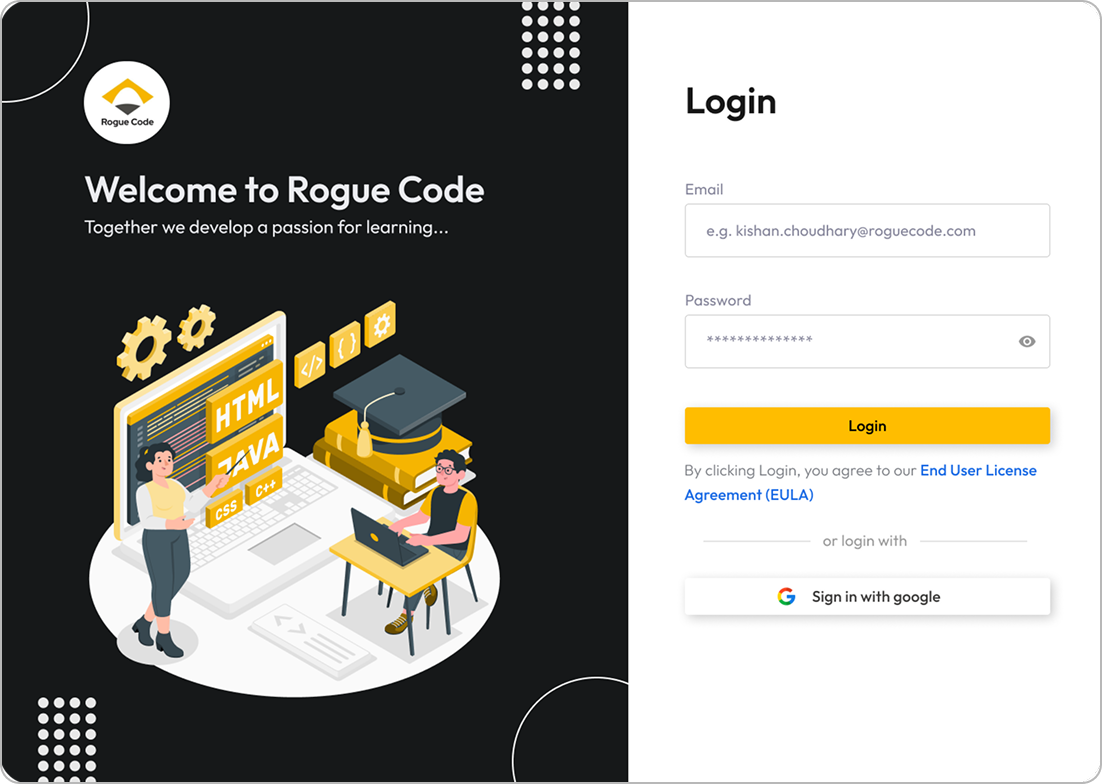 Rogue Code
Welcome to Rogue Code
Together we develop a passion for learning...
</>
{ }
HTML
JAVA
C++
CSS
< >
Login
Email
e.g. kishan.choudhary@roguecode.com
Password
**************
Login
By clicking Login, you agree to our End User License
Agreement (EULA)
or login with
G Sign in with google